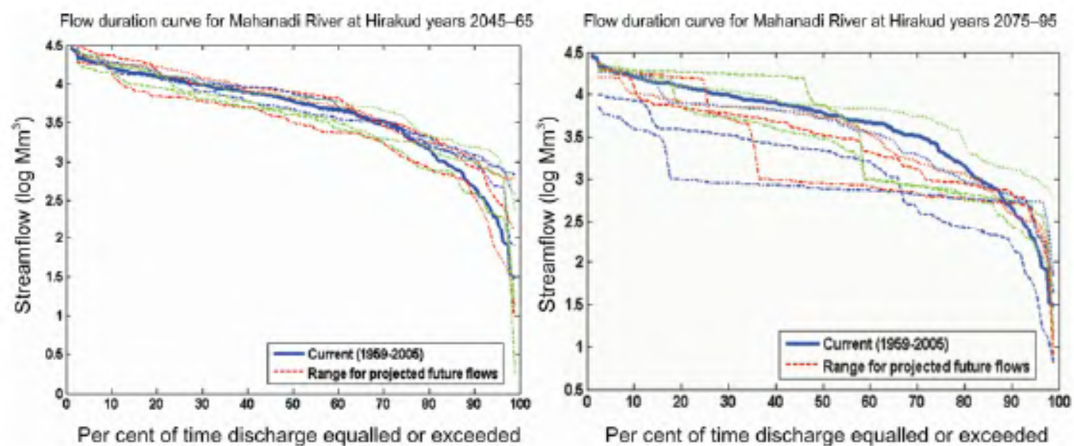 Flow duration curve for Mahanadi River at Hirakud years 2045–65
4.5
4
3.5
3
2.5
2
1.5
1
0.5
0
Streamflow (log Mm³)
Current (1959-2005)
Range for projected future flows
0 10 20 30 40 50 60 70 80 90 100
Per cent of time discharge equalled or exceeded
Flow duration curve for Mahanadi River at Hirakud years 2075–95
4.5
4
3.5
3
2.5
2
1.5
1
0.5
Streamflow (log Mm³)
Current (1959-2005)
Range for projected future flows
0 10 20 30 40 50 60 70 80 90 100
Per cent of time discharge equalled or exceeded